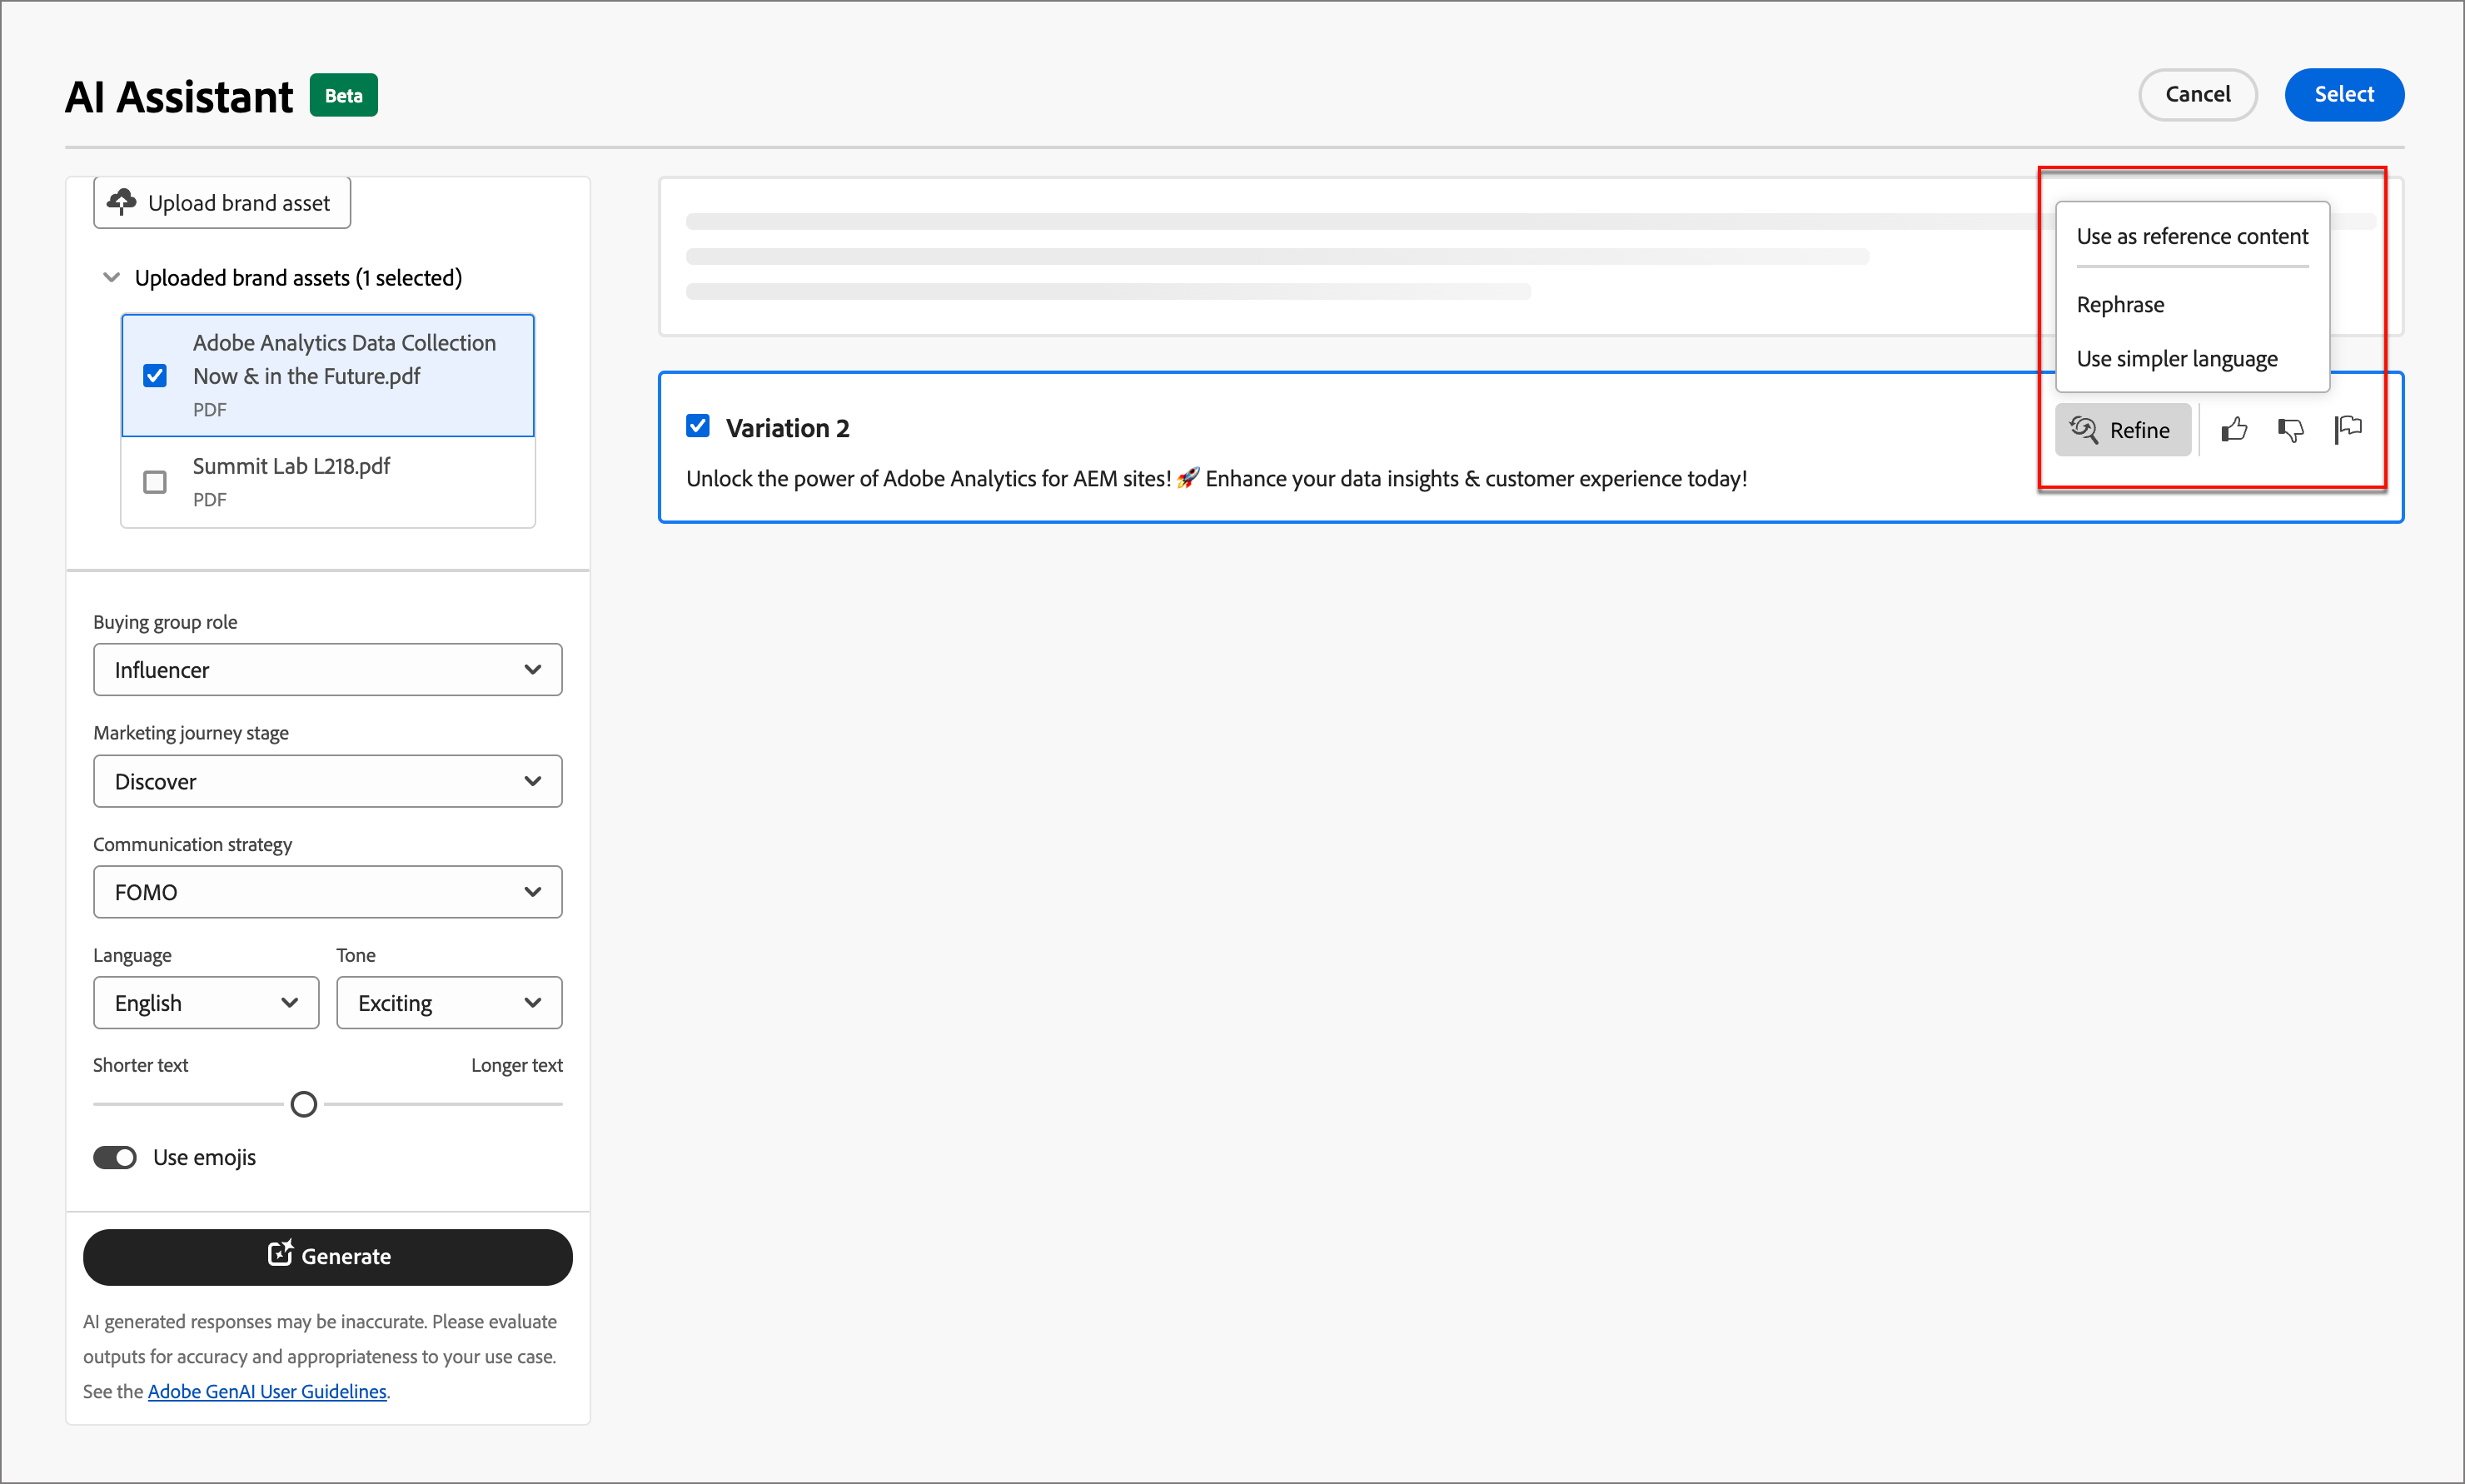 AI Assistant
Beta
Cancel
Select
Upload brand asset
Uploaded brand assets (1 selected)
Adobe Analytics Data Collection
Now & in the Future.pdf
PDF
Summit Lab L218.pdf
PDF
Buying group role
Influencer
Marketing journey stage
Discover
Communication strategy
FOMO
Language
Tone
English
Exciting
Shorter text
Longer text
Use emojis
Generate
AI generated responses may be inaccurate. Please evaluate
outputs for accuracy and appropriateness to your use case.
See the Adobe GenAI User Guidelines.
Use as reference content
Rephrase
Use simpler language
Refine
Variation 2
Unlock the power of Adobe Analytics for AEM sites! 🚀 Enhance your data insights & customer experience today!